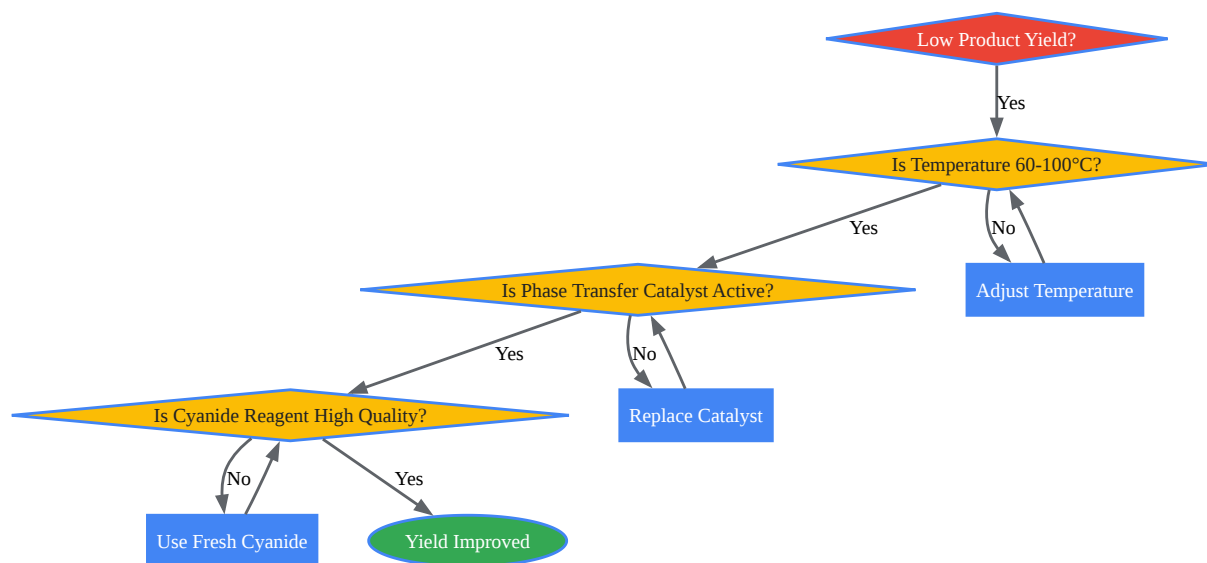 Low Product Yield?
Yes
Is Temperature 60-100°C?
Yes
No
Is Phase Transfer Catalyst Active?
Adjust Temperature
Yes
No
Is Cyanide Reagent High Quality?
Replace Catalyst
No
Yes
Use Fresh Cyanide
Yield Improved